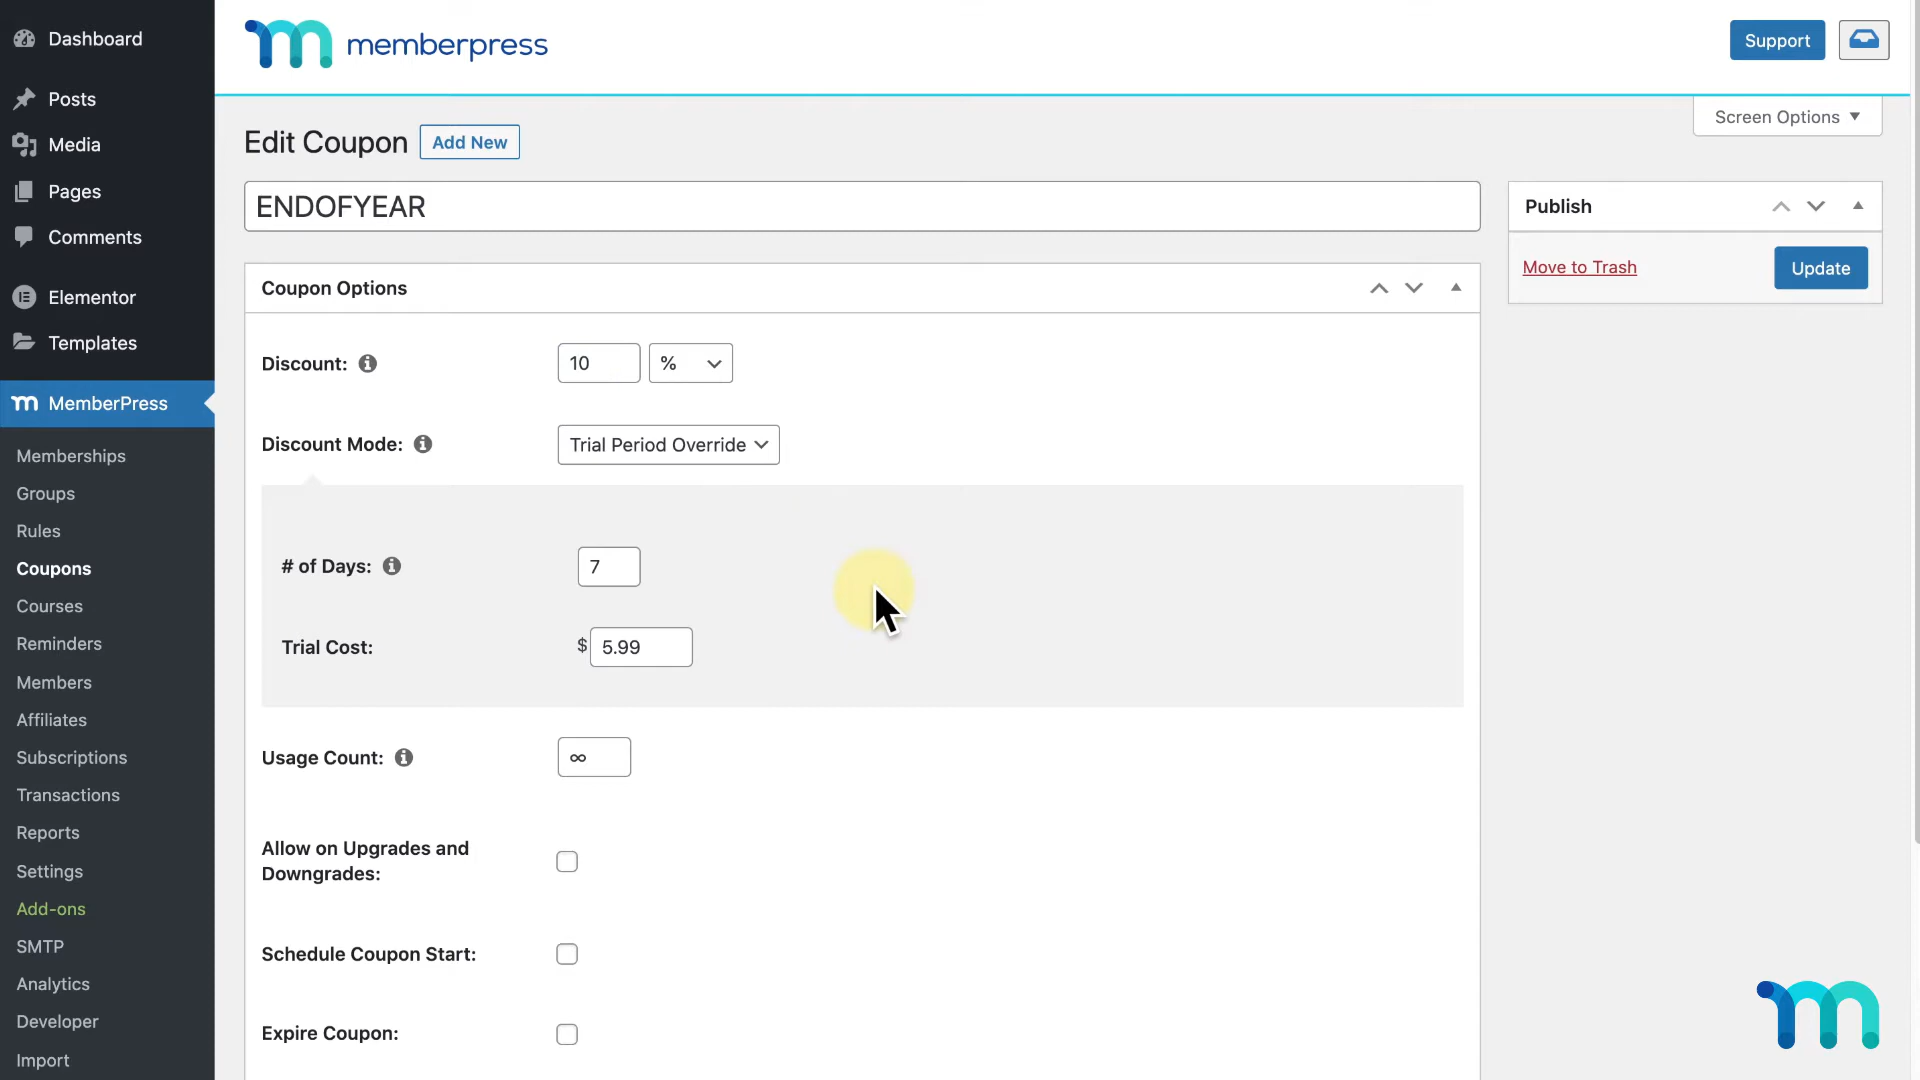 Dashboard
Posts
Media
Pages
Comments
Elementor
Templates
MemberPress
Memberships
Groups
Rules
Coupons
Courses
Reminders
Members
Affiliates
Subscriptions
Transactions
Reports
Settings
Add-ons
SMTP
Analytics
Developer
Import
memberpress
Support
Screen Options
Edit Coupon Add New
ENDOFYEAR
Coupon Options
Discount: 10 %
Discount Mode: Trial Period Override
# of Days: 7
Trial Cost: $ 5.99
Usage Count: ∞
Allow on Upgrades and
Downgrades:
Schedule Coupon Start:
Expire Coupon:
Publish
Move to Trash Update